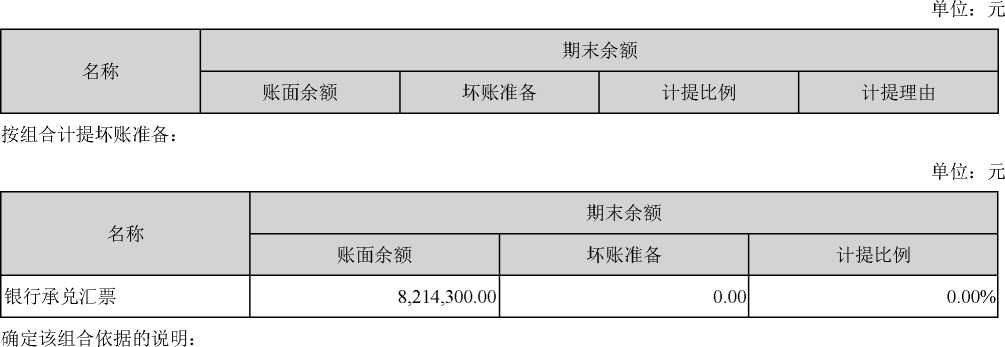 单位：元
名称 期末余额
账面余额 坏账准备 计提比例 计提理由
按组合计提坏账准备：
单位：元
名称 期末余额
账面余额 坏账准备 计提比例
银行承兑汇票 8,214,300.00 0.00 0.00%
确定该组合依据的说明：